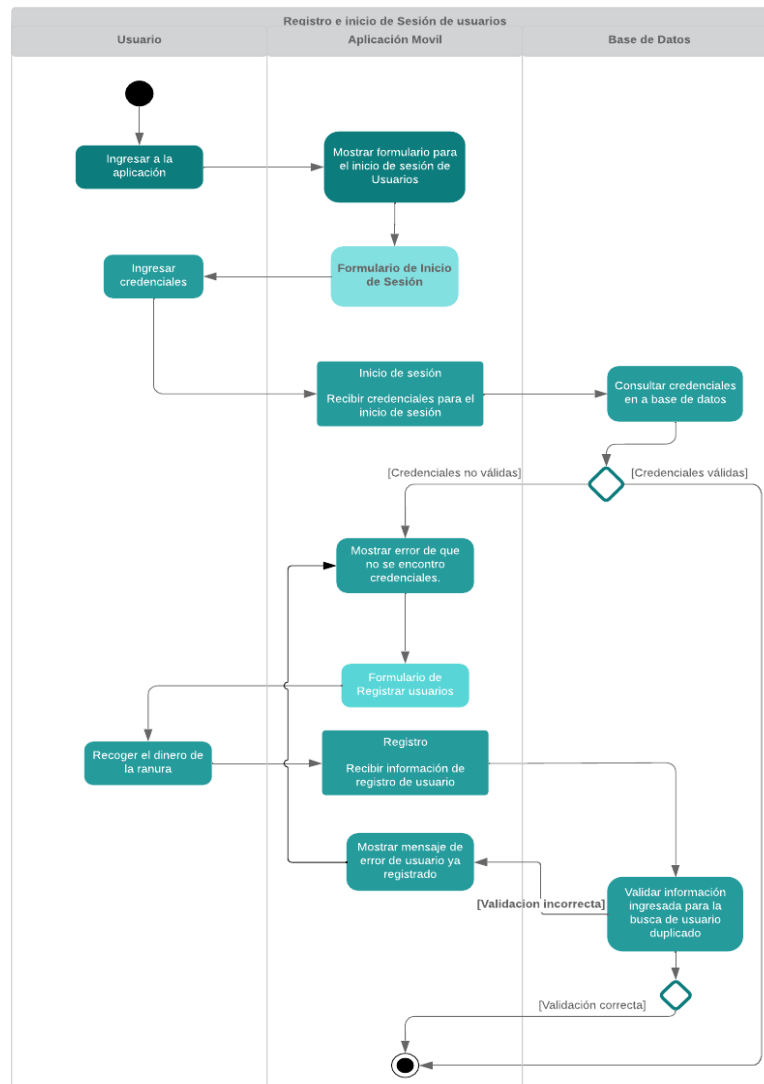 Registro e inicio de Sesión de usuarios
Usuario
Aplicación Movil
Base de Datos
Ingresar a la
aplicación
Mostrar formulario para
el inicio de sesión de
Usuarios
Ingresar
credenciales
Formulario de Inicio
de Sesión
Inicio de sesión
Recibir credenciales para el
inicio de sesión
Consultar credenciales
en a base de datos
[Credenciales no válidas]
[Credenciales válidas]
Mostrar error de que
no se encontro
credenciales.
Formulario de
Registrar usuarios
Recoger el dinero de
la ranura
Registro
Recibir información de
registro de usuario
Mostrar mensaje de
error de usuario ya
registrado
[Validacion incorrecta]
Validar información
ingresada para la
busca de usuario
duplicado
[Validación correcta]